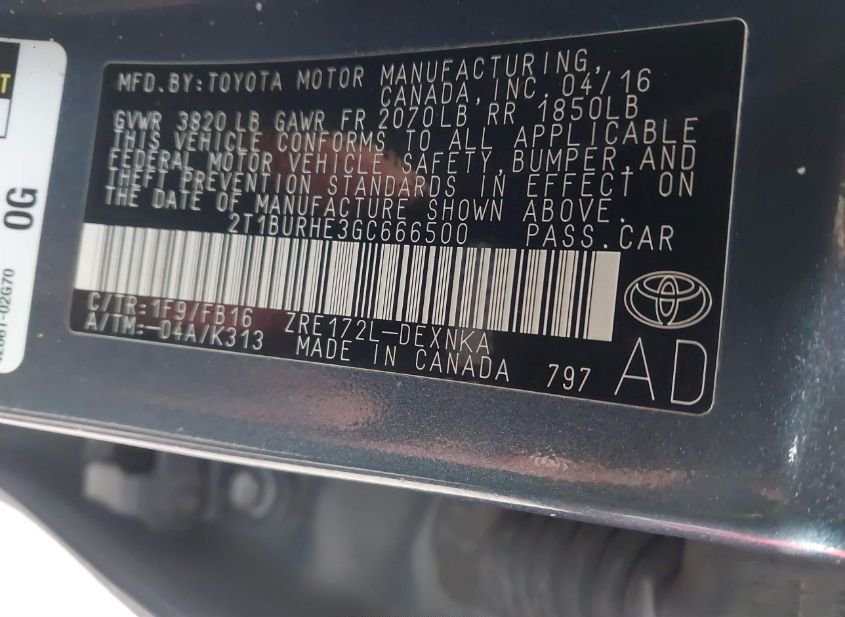 MFD.BY:TOYOTA MOTOR MANUFACTURING,
CANADA,INC.04/16
GVWR 3820LB GAWR FR 2070LB RR 1850LB
THIS VEHICLE CONFORMS TO ALL APPLICABLE
FEDERAL MOTOR VEHICLE SAFETY,BUMPER,AND
THEFT PREVENTION STANDARDS IN EFFECT ON
THE DATE OF MANUFACTURE SHOWN ABOVE.
2T1BURHE3GC666500 PASS.CAR
C/TR:1F9/FB16 ZRE172L-DEXNKA
A/TM:-04A/K313 MADE IN CANADA 797 AD
0G